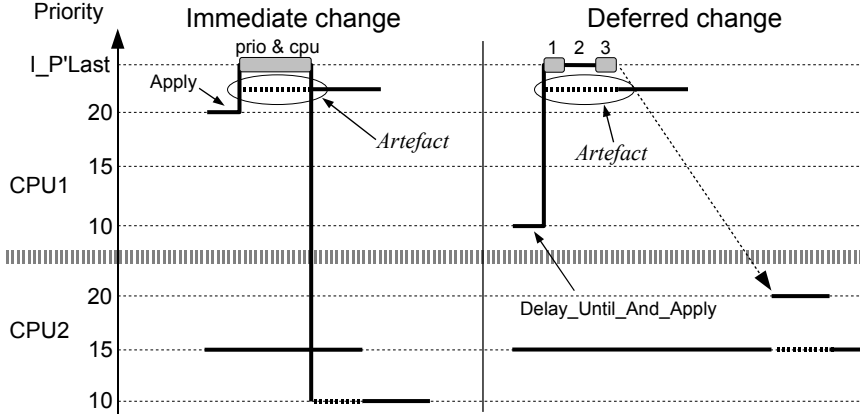 Priority
Immediate change
Deferred change
prio & cpu
1 2 3
I_P'Last
Apply
20
Artefact
Artefact
15
CPU1
10
20
Delay_Until_And_Apply
CPU2
15
10